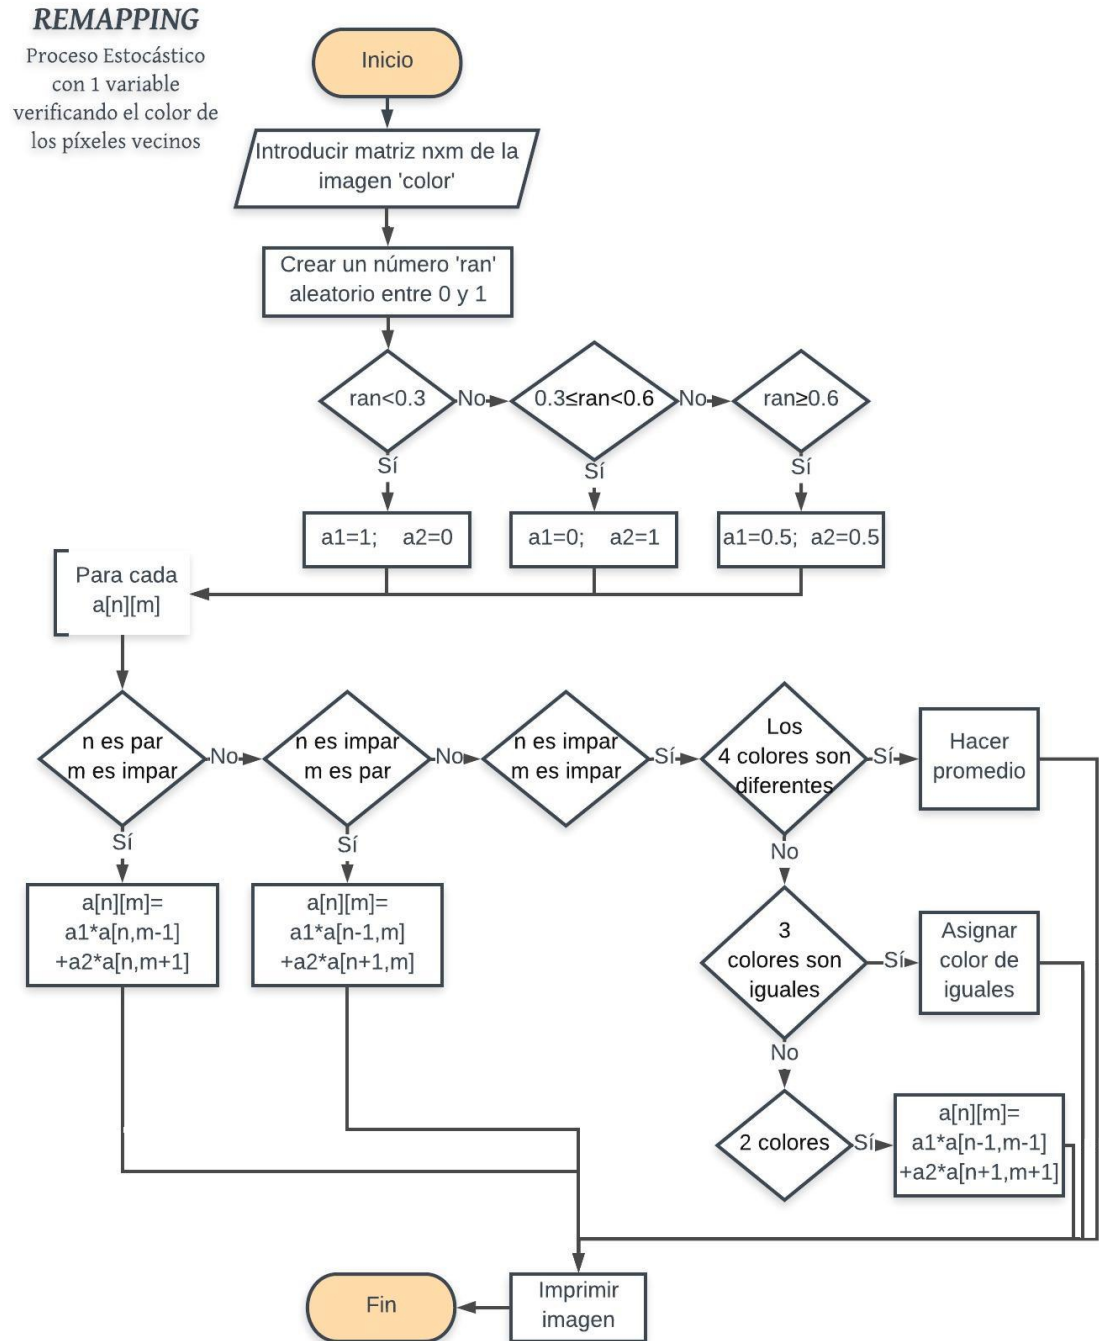 REMAPPING
Proceso Estocástico
con 1 variable
verificando el color de
los píxeles vecinos
Inicio
Introducir matriz nxm de la
imagen 'color'
Crear un número 'ran'
aleatorio entre 0 y 1
ran<0.3
No
0.3≤ran<0.6
No
ran≥0.6
Sí
Sí
Sí
a1=1; a2=0
a1=0; a2=1
a1=0.5; a2=0.5
Para cada
a[n][m]
n es par
m es impar
No
n es impar
m es par
No
n es impar
m es impar
Sí
Los
4 colores son
diferentes
Sí
Hacer
promedio
Sí
Sí
No
a[n][m]=
a1*a[n,m-1]
+a2*a[n,m+1]
a[n][m]=
a1*a[n-1,m]
+a2*a[n+1,m]
3
colores son
iguales
Sí
Asignar
color de
iguales
No
2 colores
Sí
a[n][m]=
a1*a[n-1,m-1]
+a2*a[n+1,m+1]
Imprimir
imagen
Fin